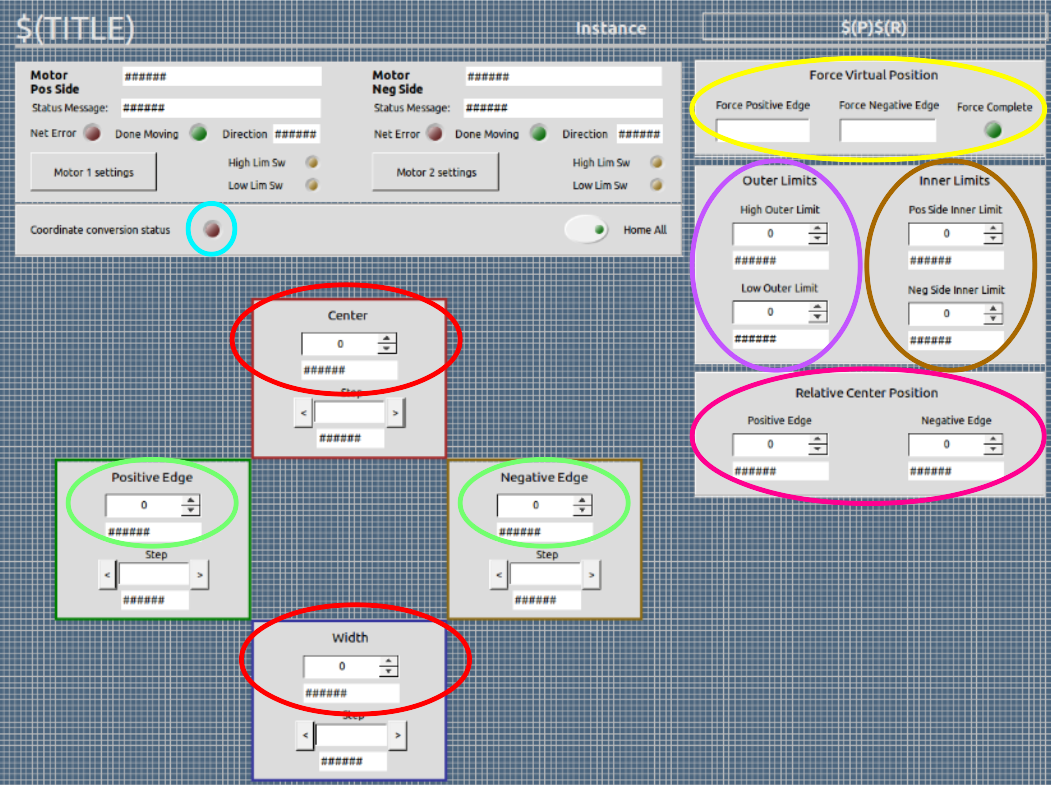 $(TITLE)
Instance
$(P)$(R)
Motor
Pos Side
######
Status Message: ######
Net Error Done Moving Direction ######
Motor 1 settings
High Lim Sw
Low Lim Sw
Motor
Neg Side
######
Status Message: ######
Net Error Done Moving Direction ######
Motor 2 settings
High Lim Sw
Low Lim Sw
Coordinate conversion status
Home All
Force Virtual Position
Force Positive Edge Force Negative Edge Force Complete
Outer Limits
High Outer Limit
0
######
Low Outer Limit
0
######
Inner Limits
Pos Side Inner Limit
0
######
Neg Side Inner Limit
0
######
Relative Center Position
Positive Edge
0
######
Negative Edge
0
######
Center
0
######
Step
< >
######
Positive Edge
0
######
Step
< >
######
Negative Edge
0
######
Step
< >
######
Width
0
######
Step
< >
######